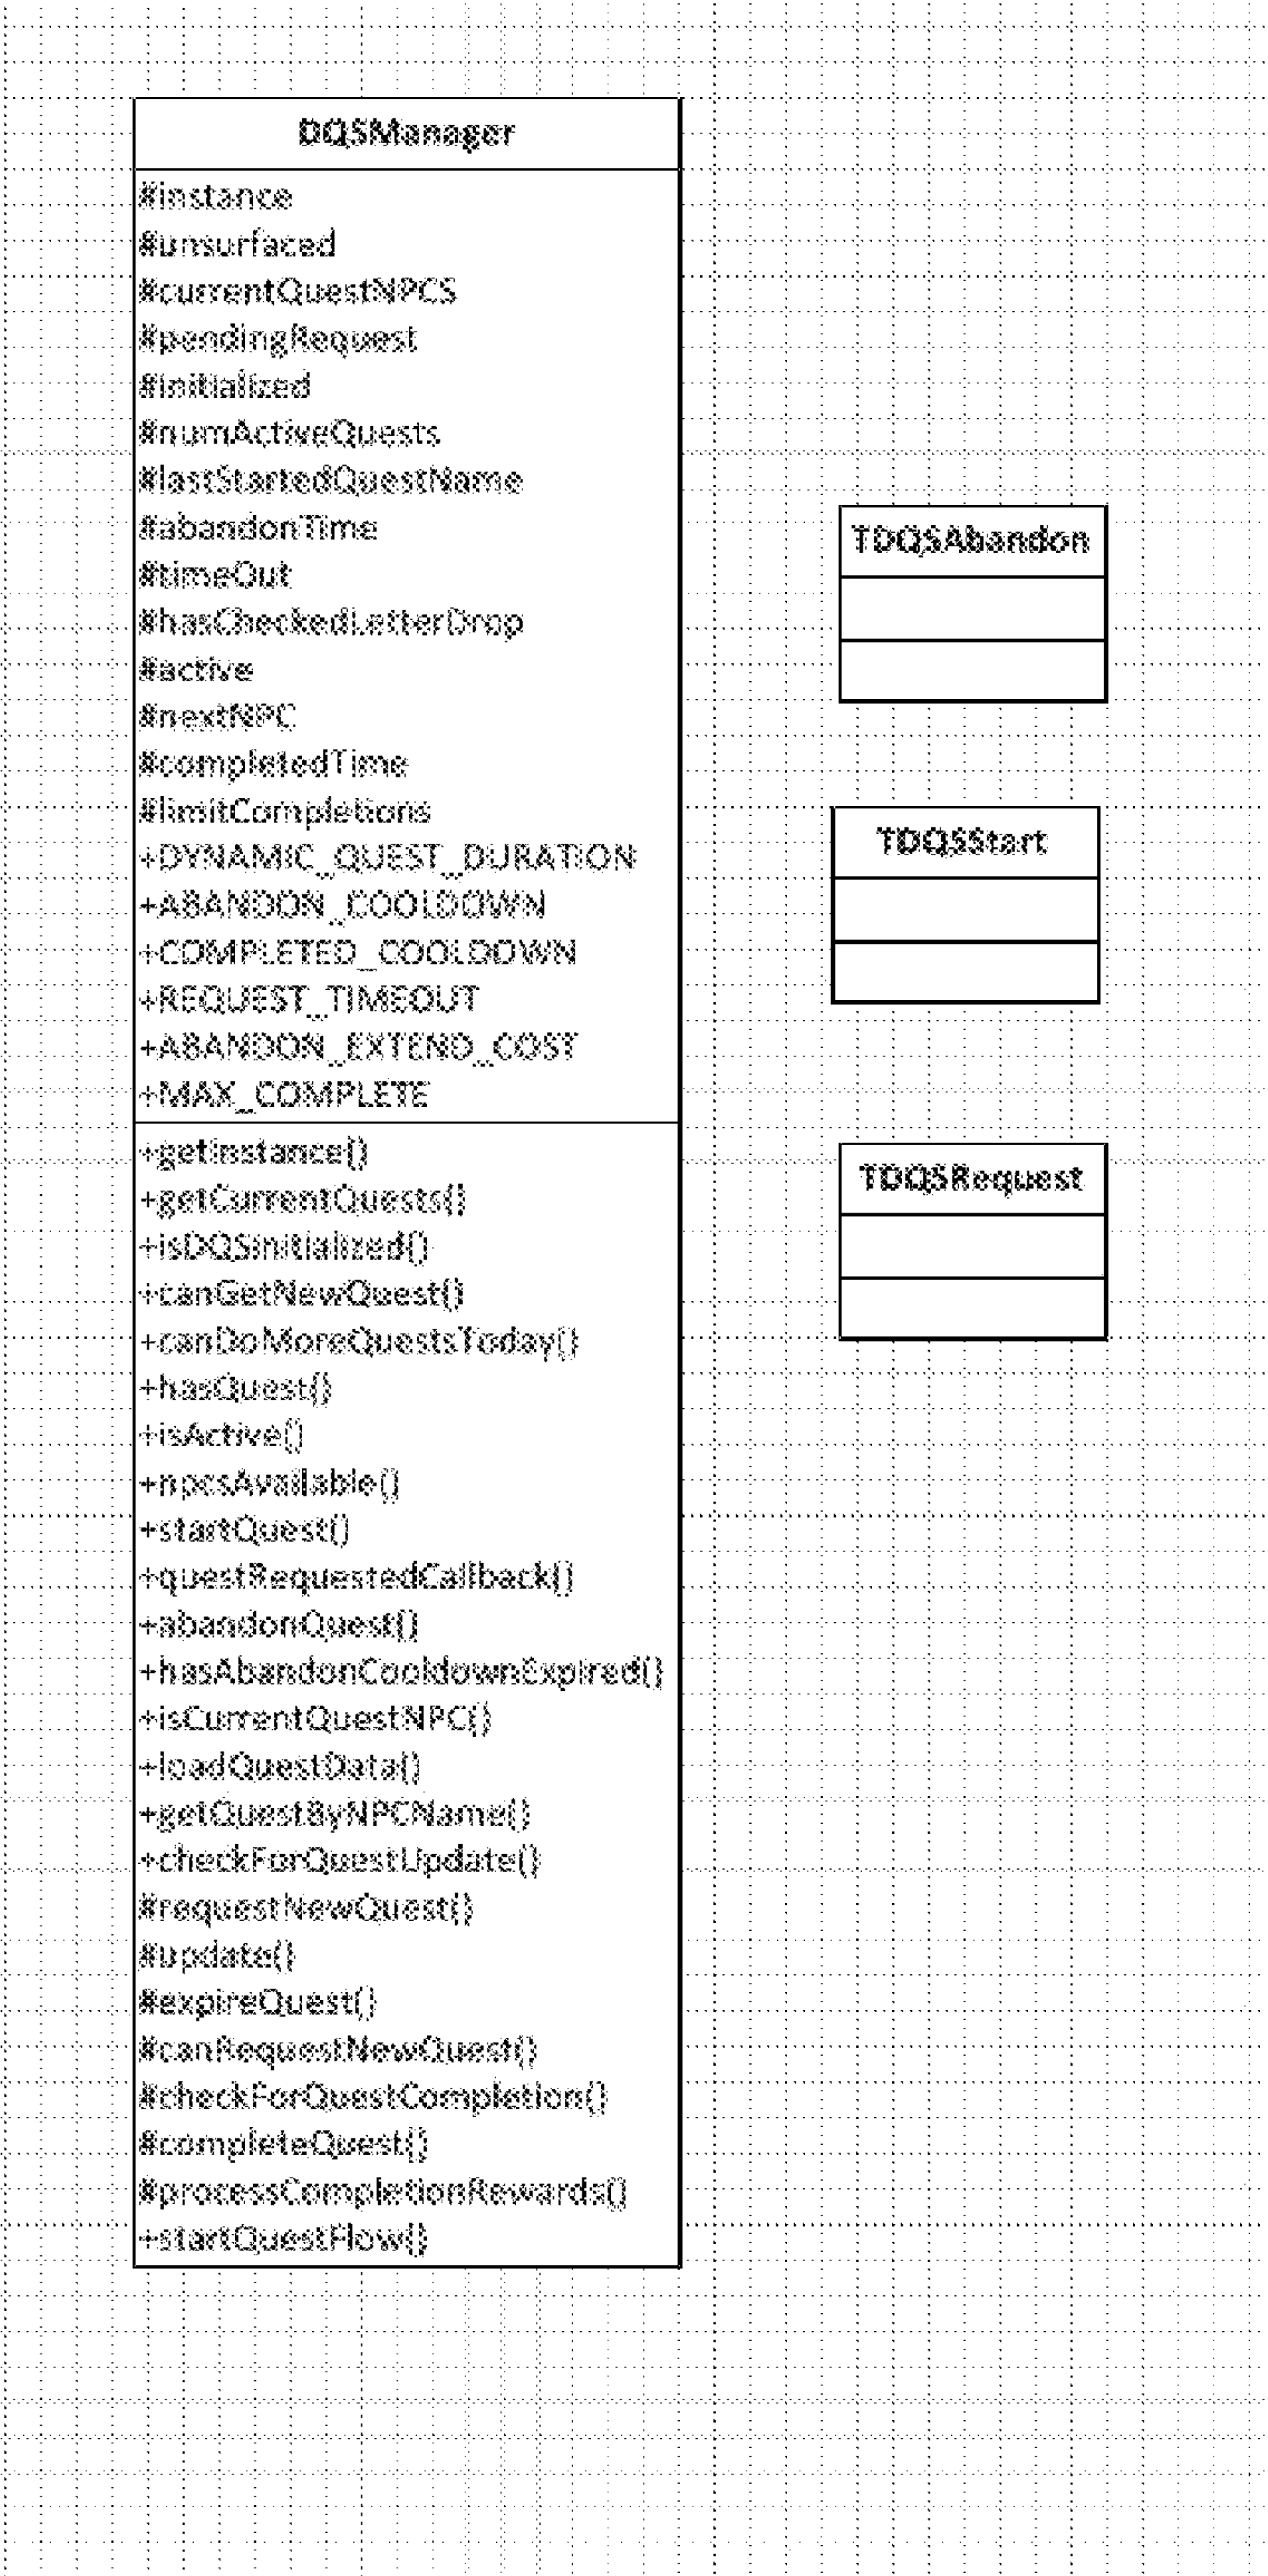 DQSManager
#instance
#unsurfaced
#currentQuestNPCS
#pendingRequest
#initialized
#numActiveQuests
#lastStartedQuestName
#abandonTime
#timeOut
#hasCheckedLetterDrop
#active
#nextNPC
#completedTime
#limitCompletions
+DYNAMIC_QUEST_DURATION
+ABANDON_COOLDOWN
+COMPLETED_COOLDOWN
+REQUEST_TIMEOUT
+ABANDON_EXTEND_COST
+MAX_COMPLETE
+getInstance()
+getCurrentQuests()
+isDQSInitialized()
+canGetNewQuest()
+canDoMoreQuestsToday()
+hasQuest()
+isActive()
+npcsAvailable()
+startQuest()
+questRequestedCallback()
+abandonQuest()
+hasAbandonCooldownExpired()
+isCurrentQuestNPC()
+loadQuestData()
+getQuestByNPCName()
+checkForQuestUpdate()
#requestNewQuest()
#update()
#expireQuest()
#canRequestNewQuest()
#checkForQuestCompletion()
#completeQuest()
#processCompletionRewards()
+startQuestFlow()
TDQSAbandon
TDQSStart
TDQSRequest